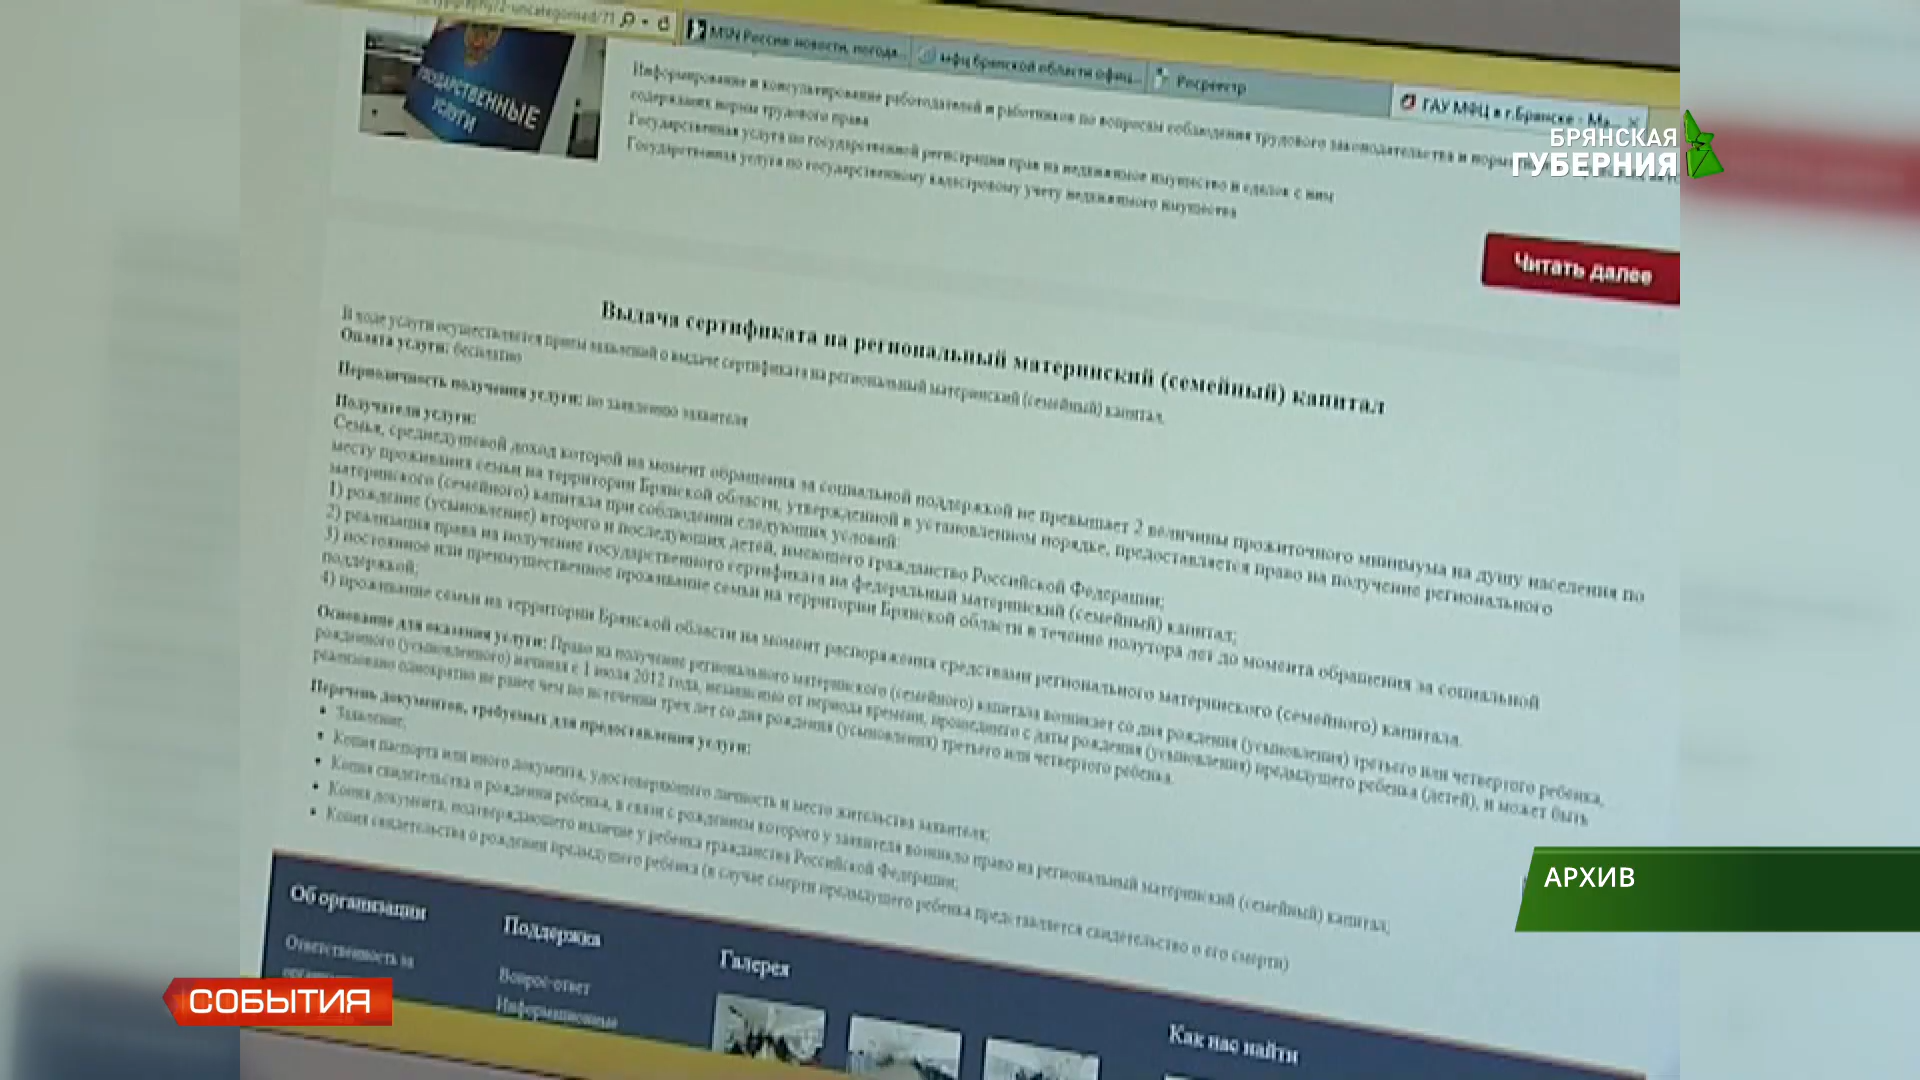 MSN Россия: новости, погода...
мфц брянской области офиц...
Росреестр
ГАУ МФЦ в г.Брянске - Ма...
ГОСУДАРСТВЕННЫЕ
УСЛУГИ
Информирование и консультирование работодателей и работников по вопросам соблюдения трудового законодательства и
содержащих нормы трудового права
Государственная услуга по государственной регистрации прав на недвижимое имущество и сделок с ним
Государственная услуга по государственному кадастровому учету недвижимого имущества
БРЯНСКАЯ
ГУБЕРНИЯ
Читать далее
Выдача сертификата на региональный материнский (семейный) капитал
В ходе услуги осуществляется прием заявлений о выдаче сертификата на региональный материнский (семейный) капитал.
Оплата услуги: бесплатно
Периодичность получения услуги: по заявлению заявителя
Получатели услуги:
Семья, среднедушевой доход которой на момент обращения за социальной поддержкой не превышает 2 величины прожиточного минимума на душу населения по
месту проживания семьи на территории Брянской области, утвержденной в установленном порядке, предоставляется право на получение регионального
материнского (семейного) капитала при соблюдении следующих условий:
1) рождение (усыновление) второго и последующих детей, имеющего гражданство Российской Федерации;
2) реализация права на получение государственного сертификата на федеральный материнский (семейный) капитал;
3) постоянное или преимущественное проживание семьи на территории Брянской области в течение полутора лет до момента обращения за социальной
поддержкой;
4) проживание семьи на территории Брянской области на момент распоряжения средствами регионального материнского (семейного) капитала.
Основание для оказания услуги: Право на получение регионального материнского (семейного) капитала возникает со дня рождения (усыновления) третьего или четвертого ребенка,
рожденного (усыновленного) начиная с 1 июля 2012 года, независимо от периода времени, прошедшего с даты рождения (усыновления) предыдущего ребенка (детей), и может быть
реализовано однократно не ранее чем по истечении трех лет со дня рождения (усыновления) третьего или четвертого ребенка.
Перечень документов, требуемых для предоставления услуги:
• Заявление;
• Копия паспорта или иного документа, удостоверяющего личность и место жительства заявителя;
• Копия свидетельства о рождении ребенка, в связи с рождением которого у заявителя возникло право на региональный материнский (семейный) капитал;
• Копия документа, подтверждающего наличие у ребенка гражданства Российской Федерации;
• Копия свидетельства о рождении предыдущего ребенка (в случае смерти предыдущего ребенка представляется свидетельство о его смерти)
АРХИВ
Об организации
Ответственность за
Поддержка
Вопрос-ответ
Информационные
Галерея
Как нас найти
СОБЫТИЯ